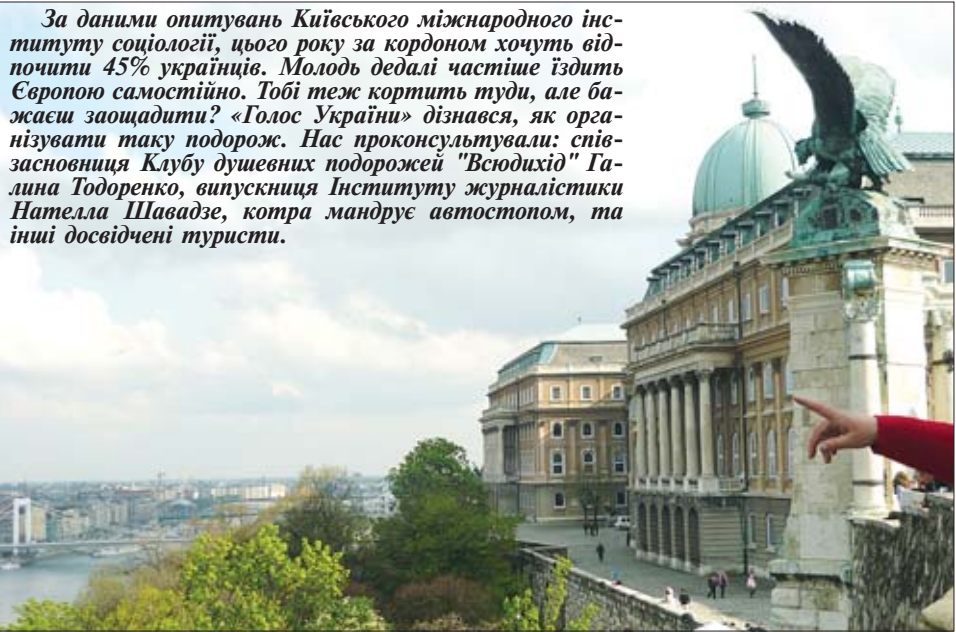 За даними опитувань Київського міжнародного інс-
титуту соціології, цього року за кордоном хочуть від-
почити 45% українців. Молодь дедалі частіше їздить
Європою самостійно. Тобі теж кортить туди, але ба-
жаєш заощадити? «Голос України» дізнався, як орга-
нізувати таку подорож. Нас проконсультували: спів-
засновниця Клубу душевних подорожей "Всюдихід" Га-
лина Тодоренко, випускниця Інституту журналістики
Нателла Шавадзе, котра мандрує автостопом, та
інші досвідчені туристи.